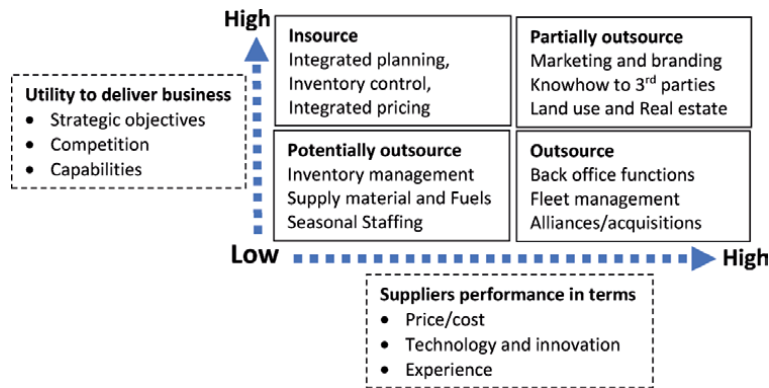 High
Insource
Integrated planning,
Inventory control,
Integrated pricing
Partially outsource
Marketing and branding
Knowhow to 3rd parties
Land use and Real estate
Utility to deliver business
• Strategic objectives
• Competition
• Capabilities
Potentially outsource
Inventory management
Supply material and Fuels
Seasonal Staffing
Outsource
Back office functions
Fleet management
Alliances/acquisitions
Low
High
Suppliers performance in terms
• Price/cost
• Technology and innovation
• Experience